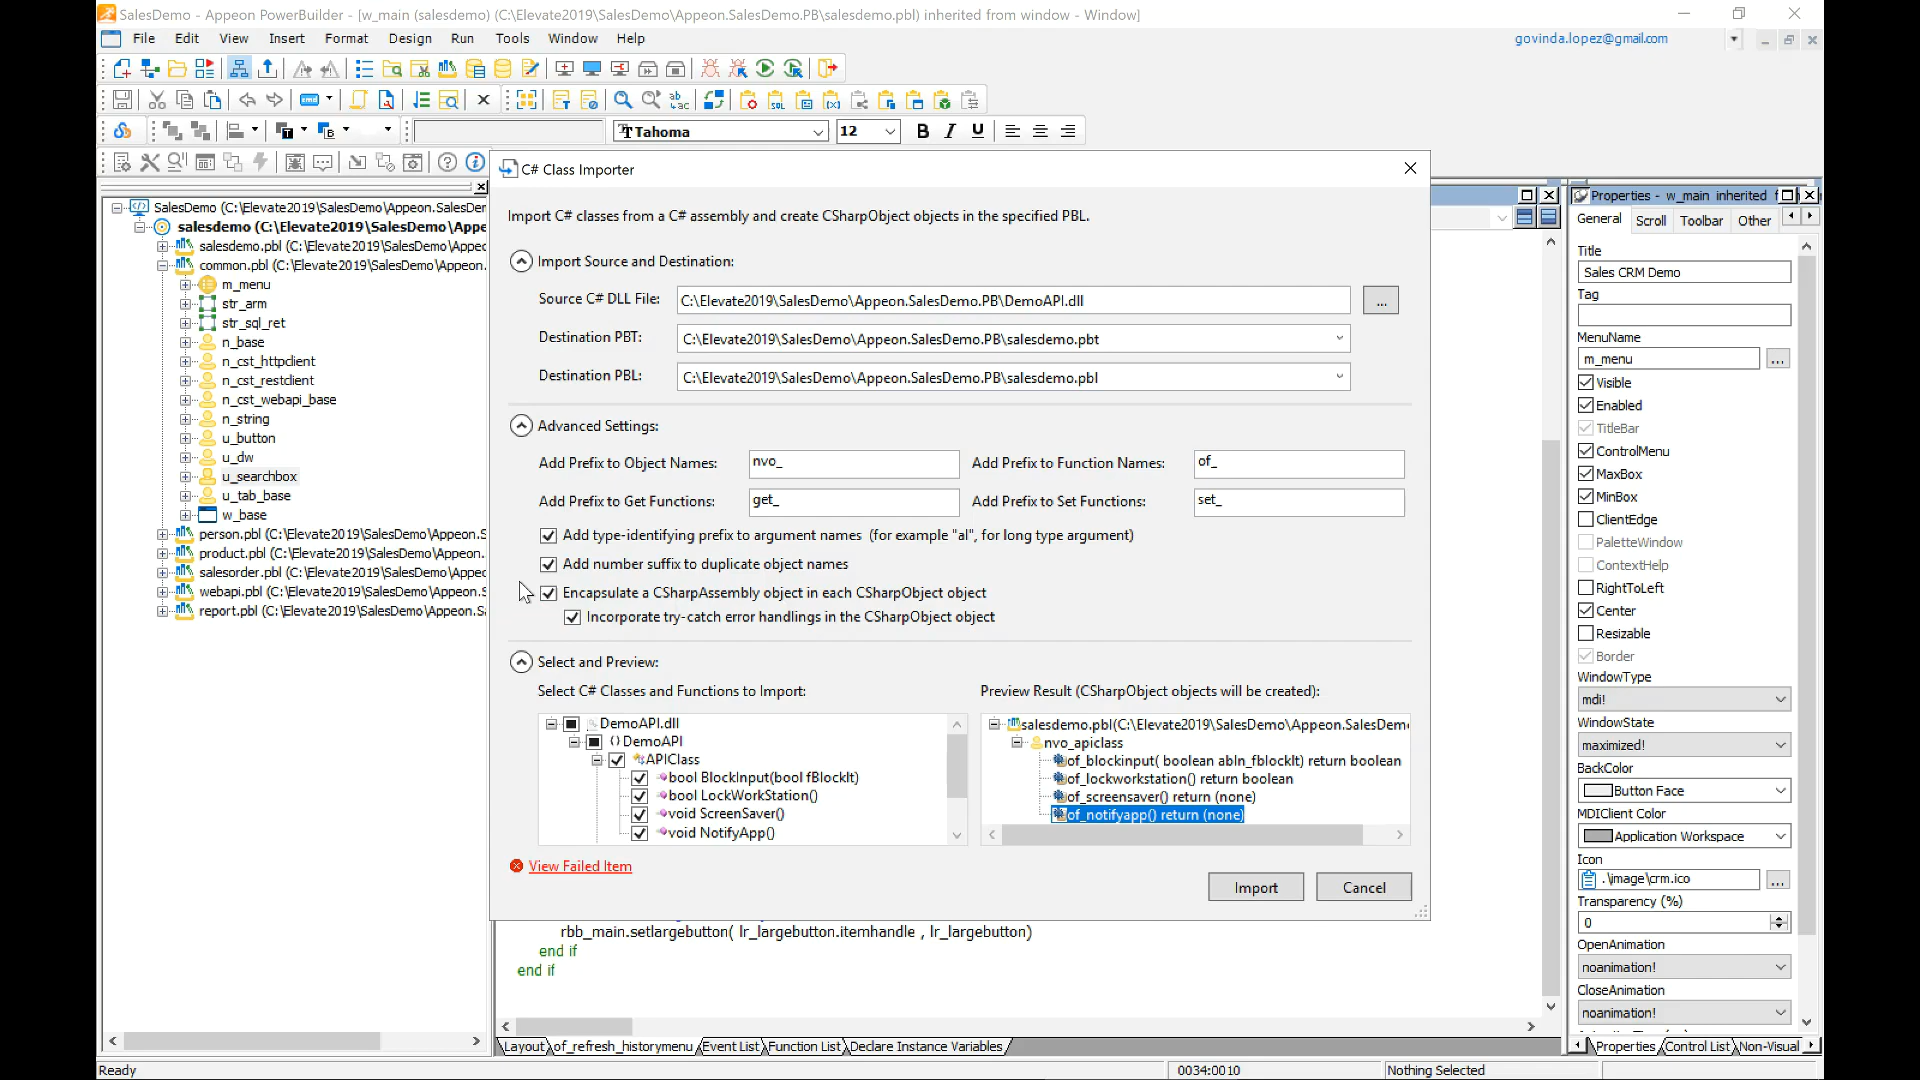 SalesDemo - Appeon PowerBuilder - [w_main (salesdemo) (C:\Elevate2019\SalesDemo\Appeon.SalesDemo.PB\salesdemo.pbl) inherited from window - Window]
File Edit View Insert Format Design Run Tools Window Help
govinda.lopez@gmail.com
Tahoma 12 B I U
C# Class Importer
Import C# classes from a C# assembly and create CSharpObject objects in the specified PBL.
Import Source and Destination:
Source C# DLL File: C:\Elevate2019\SalesDemo\Appeon.SalesDemo.PB\DemoAPI.dll ...
Destination PBT: C:\Elevate2019\SalesDemo\Appeon.SalesDemo.PB\salesdemo.pbt
Destination PBL: C:\Elevate2019\SalesDemo\Appeon.SalesDemo.PB\salesdemo.pbl
Advanced Settings:
Add Prefix to Object Names: nvo_ Add Prefix to Function Names: of_
Add Prefix to Get Functions: get_ Add Prefix to Set Functions: set_
Add type-identifying prefix to argument names (for example "al", for long type argument)
Add number suffix to duplicate object names
Encapsulate a CSharpAssembly object in each CSharpObject object
Incorporate try-catch error handlings in the CSharpObject object
Select and Preview:
Select C# Classes and Functions to Import:
DemoAPI.dll
DemoAPI
APIClass
bool BlockInput(bool fBlockIt)
bool LockWorkStation()
void ScreenSaver()
void NotifyApp()
Preview Result (CSharpObject objects will be created):
salesdemo.pbl(C:\Elevate2019\SalesDemo\Appeon.SalesDem
nvo_apiclass
of_blockinput( boolean abln_fblockIt) return boolean
of_lockworkstation() return boolean
of_screensaver() return (none)
of_notifyapp() return (none)
View Failed Item
Import Cancel
SalesDemo (C:\Elevate2019\SalesDemo\Appeon.SalesDer
salesdemo (C:\Elevate2019\SalesDemo\Appe
salesdemo.pbl (C:\Elevate2019\SalesDemo\Appec
common.pbl (C:\Elevate2019\SalesDemo\Appeon.
m_menu
str_arm
str_sql_ret
n_base
n_cst_httpclient
n_cst_restclient
n_cst_webapi_base
n_string
u_button
u_dw
u_searchbox
u_tab_base
w_base
person.pbl (C:\Elevate2019\SalesDemo\Appeon.S
product.pbl (C:\Elevate2019\SalesDemo\Appeon.
salesorder.pbl (C:\Elevate2019\SalesDemo\Appec
webapi.pbl (C:\Elevate2019\SalesDemo\Appeon.S
report.pbl (C:\Elevate2019\SalesDemo\Appeon.S
rbb_main.setlargebutton( lr_largebutton.itemhandle , lr_largebutton)
end if
end if
Layout of_refresh_historymenu Event List Function List Declare Instance Variables
Properties - w_main inherited
General Scroll Toolbar Other
Title
Sales CRM Demo
Tag
MenuName
m_menu ...
Visible
Enabled
TitleBar
ControlMenu
MaxBox
MinBox
ClientEdge
PaletteWindow
ContextHelp
RightToLeft
Center
Resizable
Border
WindowType
mdi!
WindowState
maximized!
BackColor
Button Face
MDIClient Color
Application Workspace
Icon
.\image\crm.ico ...
Transparency (%)
0
OpenAnimation
noanimation!
CloseAnimation
noanimation!
Properties Control List Non-Visual
Ready 0034:0010 Nothing Selected